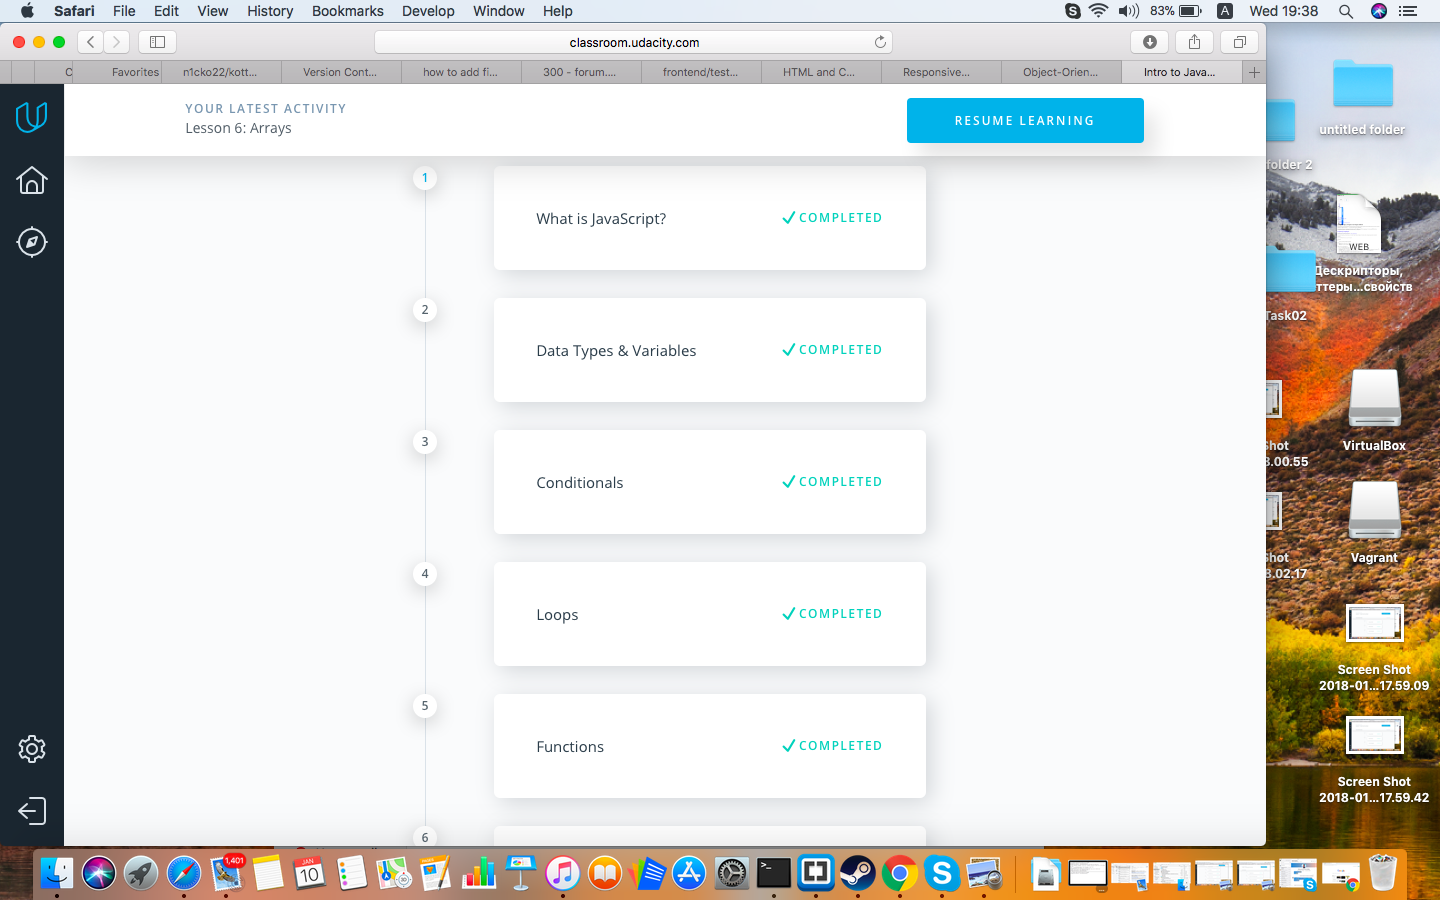 Safari File Edit View History Bookmarks Develop Window Help
83% A Wed 19:38
classroom.udacity.com
C Favorites n1cko22/kott... Version Cont... how to add fi... 300 - forum.... frontend/test... HTML and C... Responsive... Object-Orien... Intro to Java...
YOUR LATEST ACTIVITY
Lesson 6: Arrays
RESUME LEARNING
1
What is JavaScript?
COMPLETED
2
Data Types & Variables
COMPLETED
3
Conditionals
COMPLETED
4
Loops
COMPLETED
5
Functions
COMPLETED
6
untitled folder
folder 2
WEB
Дескрипторы,
ттеры...свойств
Task02
VirtualBox
Shot
3.00.55
Vagrant
Shot
3.02.17
Screen Shot
2018-01...17.59.09
Screen Shot
2018-01...17.59.42
1,401
JAN
10